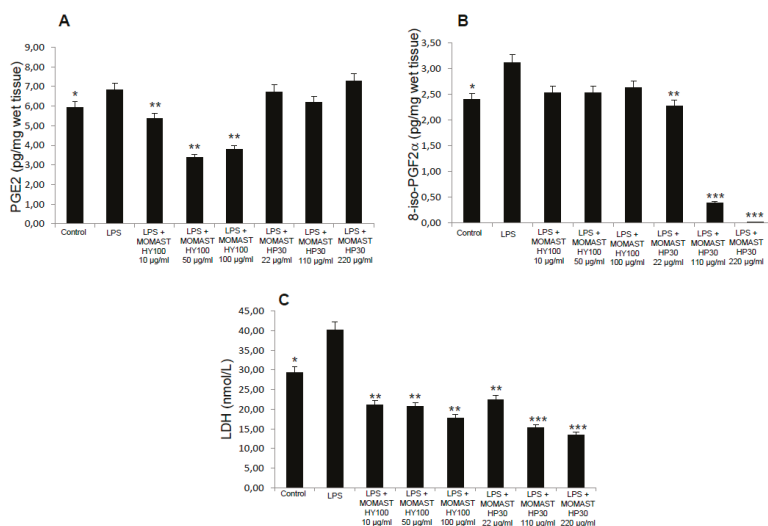 A
PGE2 (pg/mg wet tissue)
9,00
8,00
7,00
6,00
5,00
4,00
3,00
2,00
1,00
0,00
*
**
**
**
Control
LPS
LPS +
MOMAST
HY100
10 µg/ml
LPS +
MOMAST
HY100
50 µg/ml
LPS +
MOMAST
HY100
100 µg/ml
LPS +
MOMAST
HP30
22 µg/ml
LPS +
MOMAST
HP30
110 µg/ml
LPS +
MOMAST
HP30
220 µg/ml
B
8-iso-PGF2α (pg/mg wet tissue)
3,50
3,00
2,50
2,00
1,50
1,00
0,50
0,00
*
**
***
***
Control
LPS
LPS +
MOMAST
HY100
10 µg/ml
LPS +
MOMAST
HY100
50 µg/ml
LPS +
MOMAST
HY100
100 µg/ml
LPS +
MOMAST
HP30
22 µg/ml
LPS +
MOMAST
HP30
110 µg/ml
LPS +
MOMAST
HP30
220 µg/ml
C
LDH (nmol/L)
45,00
40,00
35,00
30,00
25,00
20,00
15,00
10,00
5,00
0,00
*
**
**
**
**
***
***
Control
LPS
LPS +
MOMAST
HY100
10 µg/ml
LPS +
MOMAST
HY100
50 µg/ml
LPS +
MOMAST
HY100
100 µg/ml
LPS +
MOMAST
HP30
22 µg/ml
LPS +
MOMAST
HP30
110 µg/ml
LPS +
MOMAST
HP30
220 µg/ml